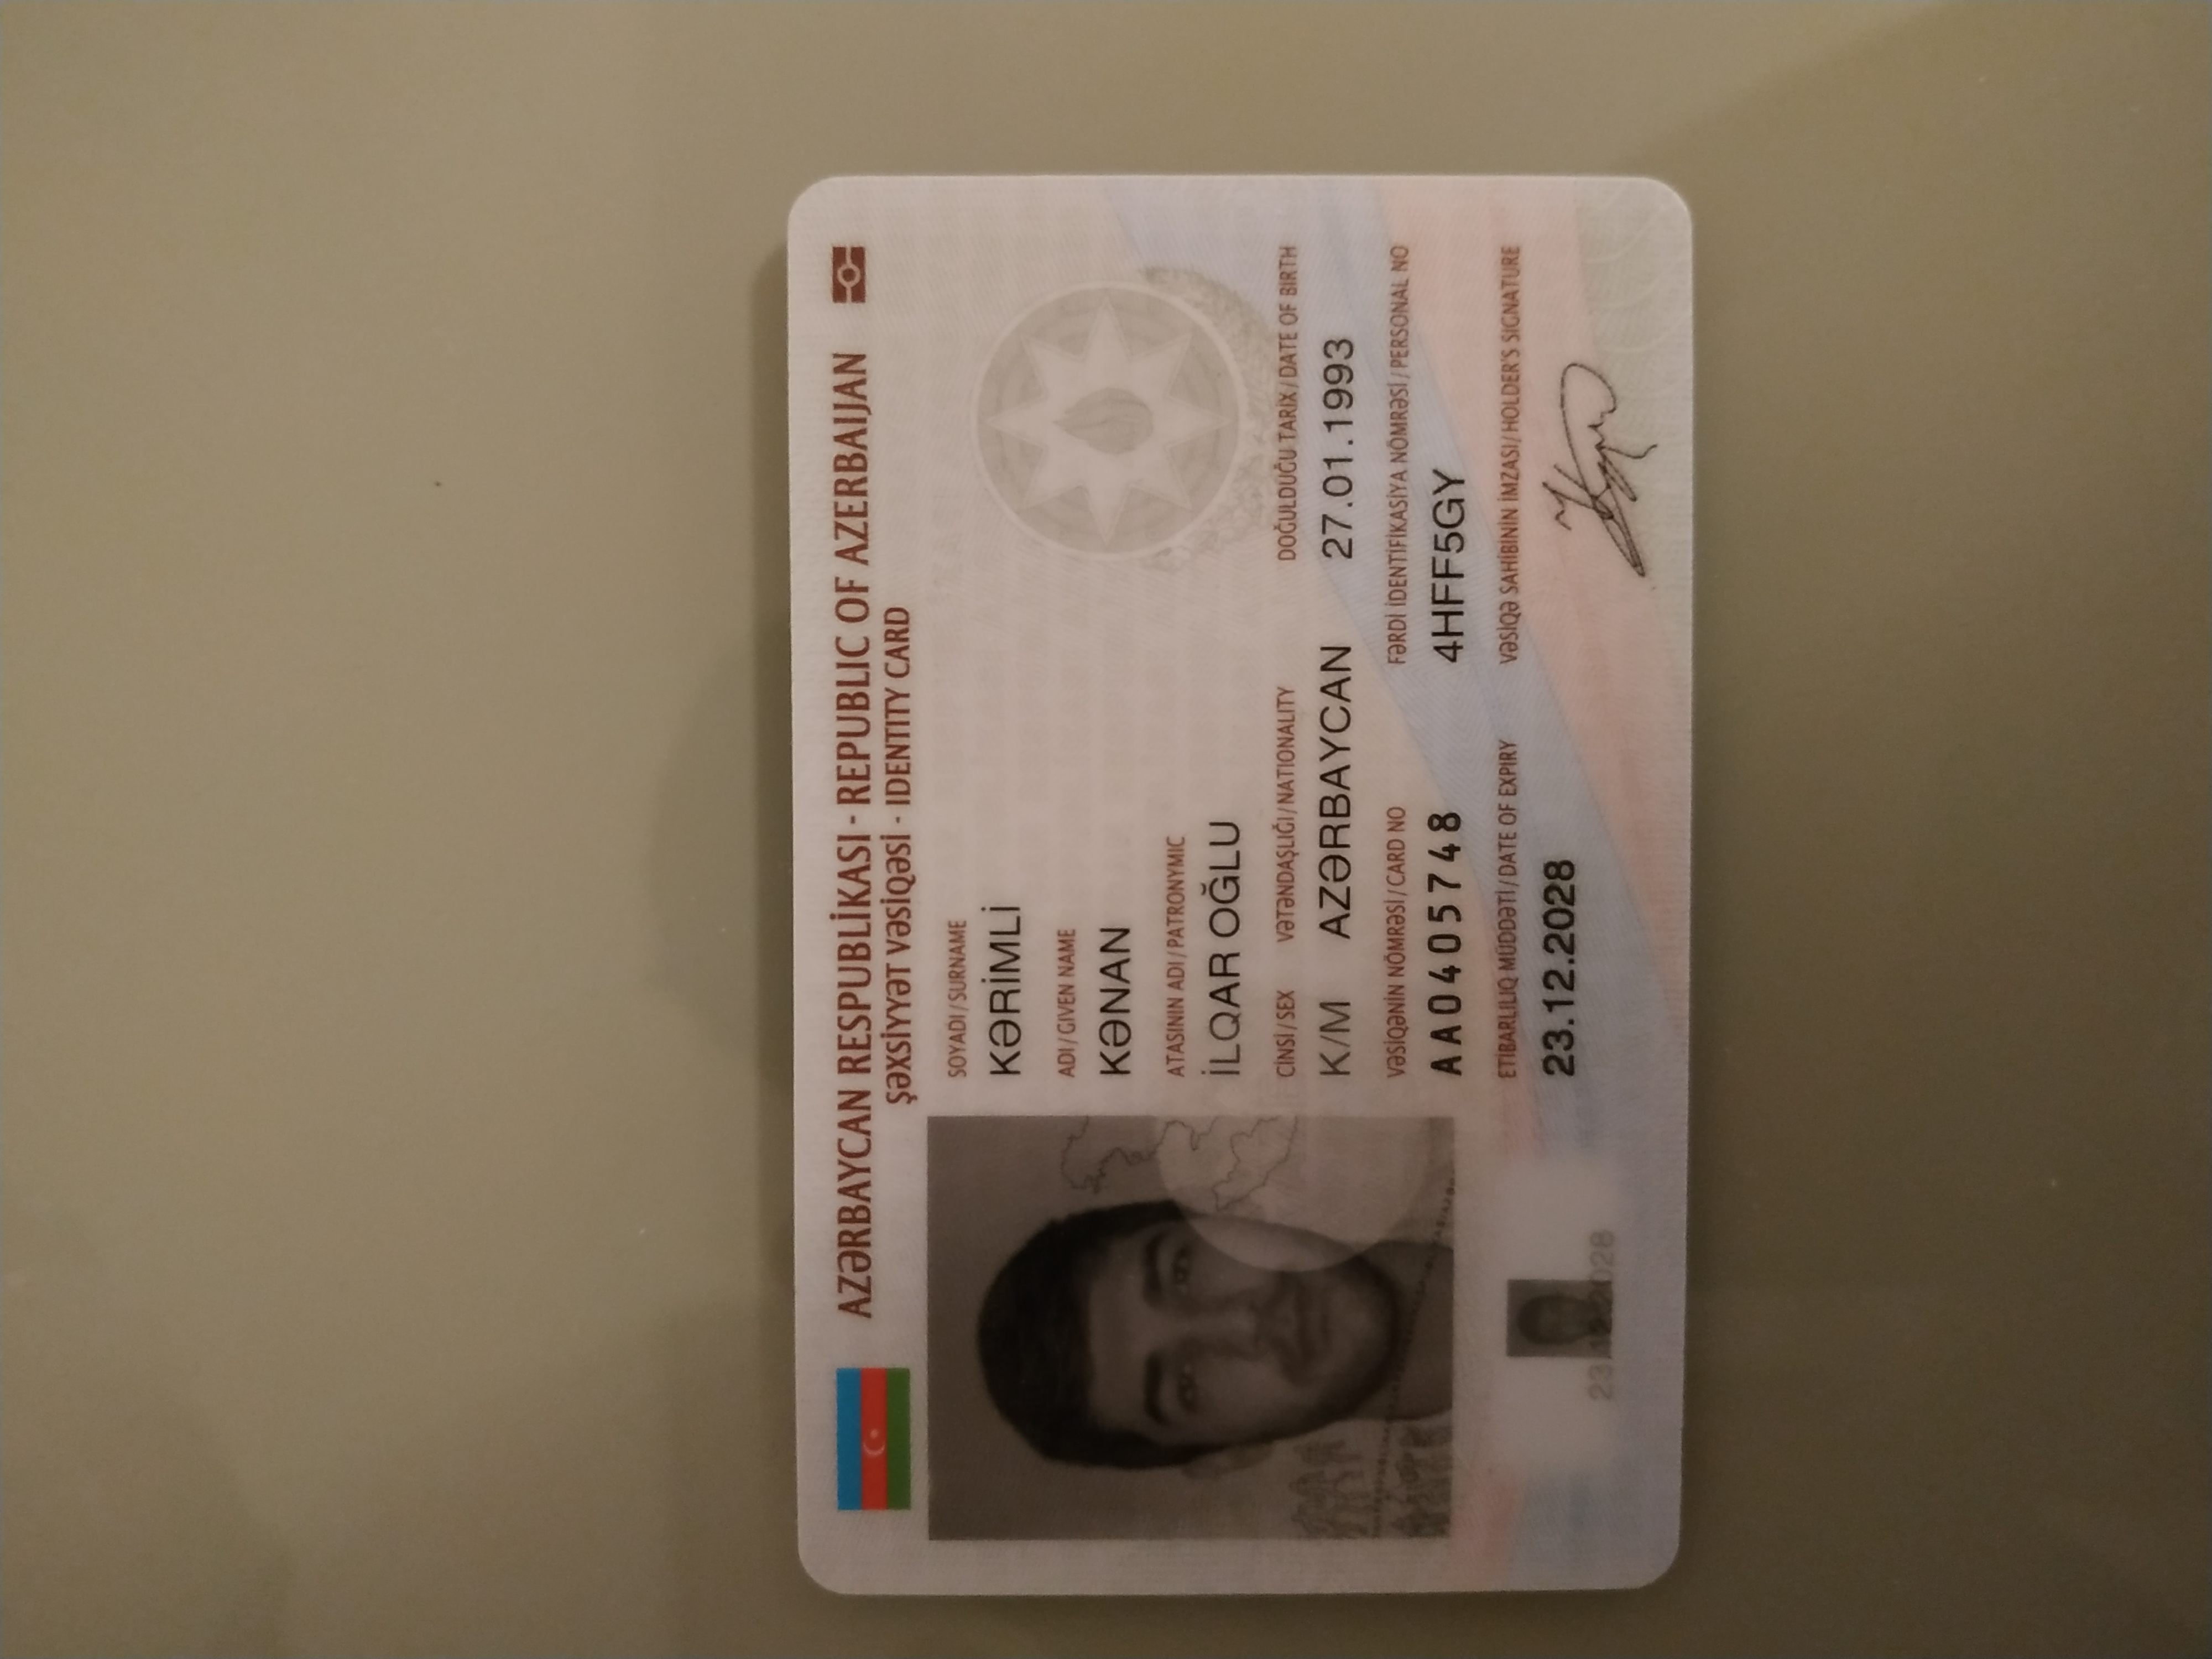 AZƏRBAYCAN RESPUBLİKASI - REPUBLIC OF AZERBAIJAN
ŞƏXSİYYƏT VƏSİQƏSİ - IDENTITY CARD
SOYADI / SURNAME
KƏRİMLİ
ADI / GIVEN NAME
KƏNAN
ATASININ ADI / PATRONYMIC
İLQAR OĞLU
CİNSİ / SEX VƏTƏNDAŞLIĞI / NATIONALITY DOĞULDUĞU TARİX / DATE OF BIRTH
K/M AZƏRBAYCAN 27.01.1993
VƏSİQƏNİN NÖMRƏSİ / CARD NO FƏRDİ İDENTİFİKASİYA NÖMRƏSİ / PERSONAL NO
AA0405748 4HFF5GY
ETİBARLILIQ MÜDDƏTİ / DATE OF EXPIRY VƏSİQƏ SAHİBİNİN İMZASI / HOLDER'S SIGNATURE
23.12.2028
23.12.2028